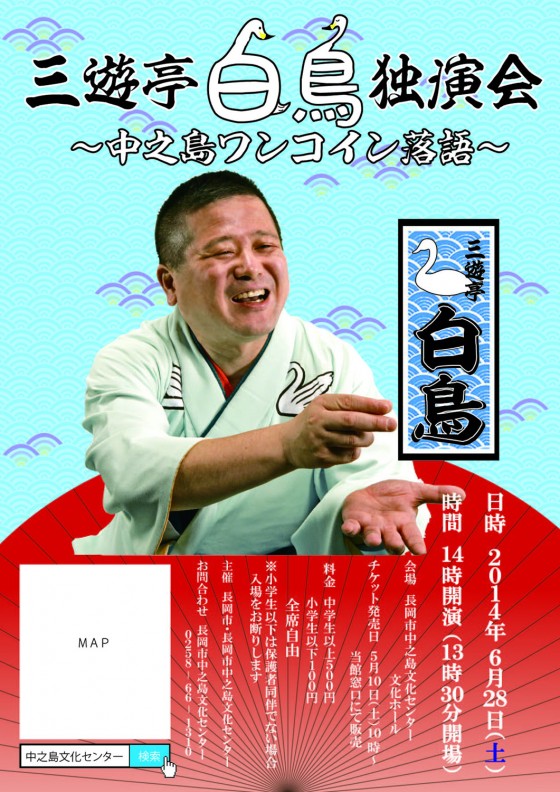 三遊亭白鳥独演会
～中之島ワンコイン落語～
三遊亭
白鳥
日時 2014年6月28日(土)
時間 14時開演(13時30分開場)
会場 長岡市中之島文化センター
文化ホール
チケット発売日 5月10日(土)10時～
当館窓口にて販売
料金 中学生以上500円
小学生以下100円
全席自由
※小学生以下は保護者同伴でない場合
入場をお断りします
主催 長岡市・長岡市中之島文化センター
お問合わせ 長岡市中之島文化センター
0258-66-1310
MAP
中之島文化センター 検索